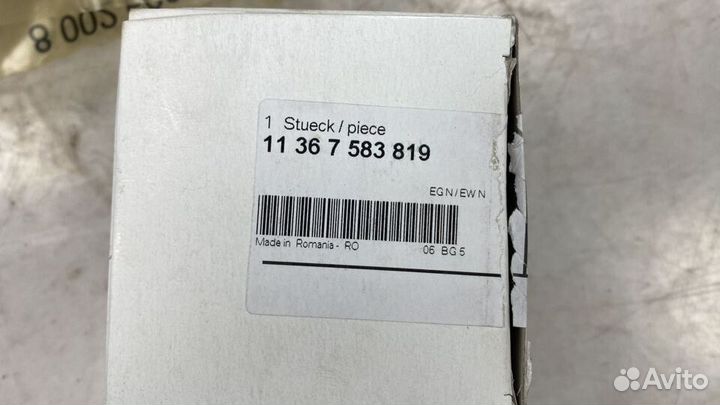 8 002
1 Stueck / piece
11 36 7 583 819
EG N / EW N
Made in Romania - RO 06 BG 5
Avito